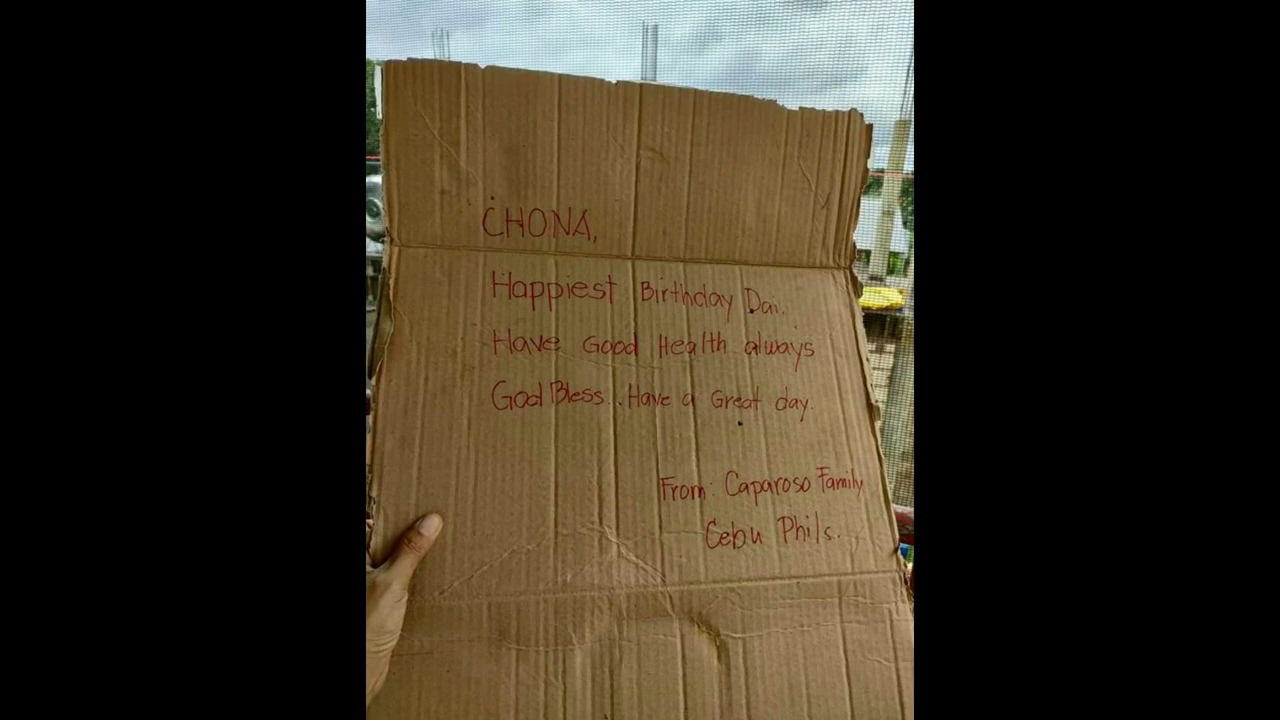 CHONA,
Happiest Birthday Dai.
Have Good Health always
God Bless.. Have a Great day.
From: Caparoso Family
Cebu Phils.